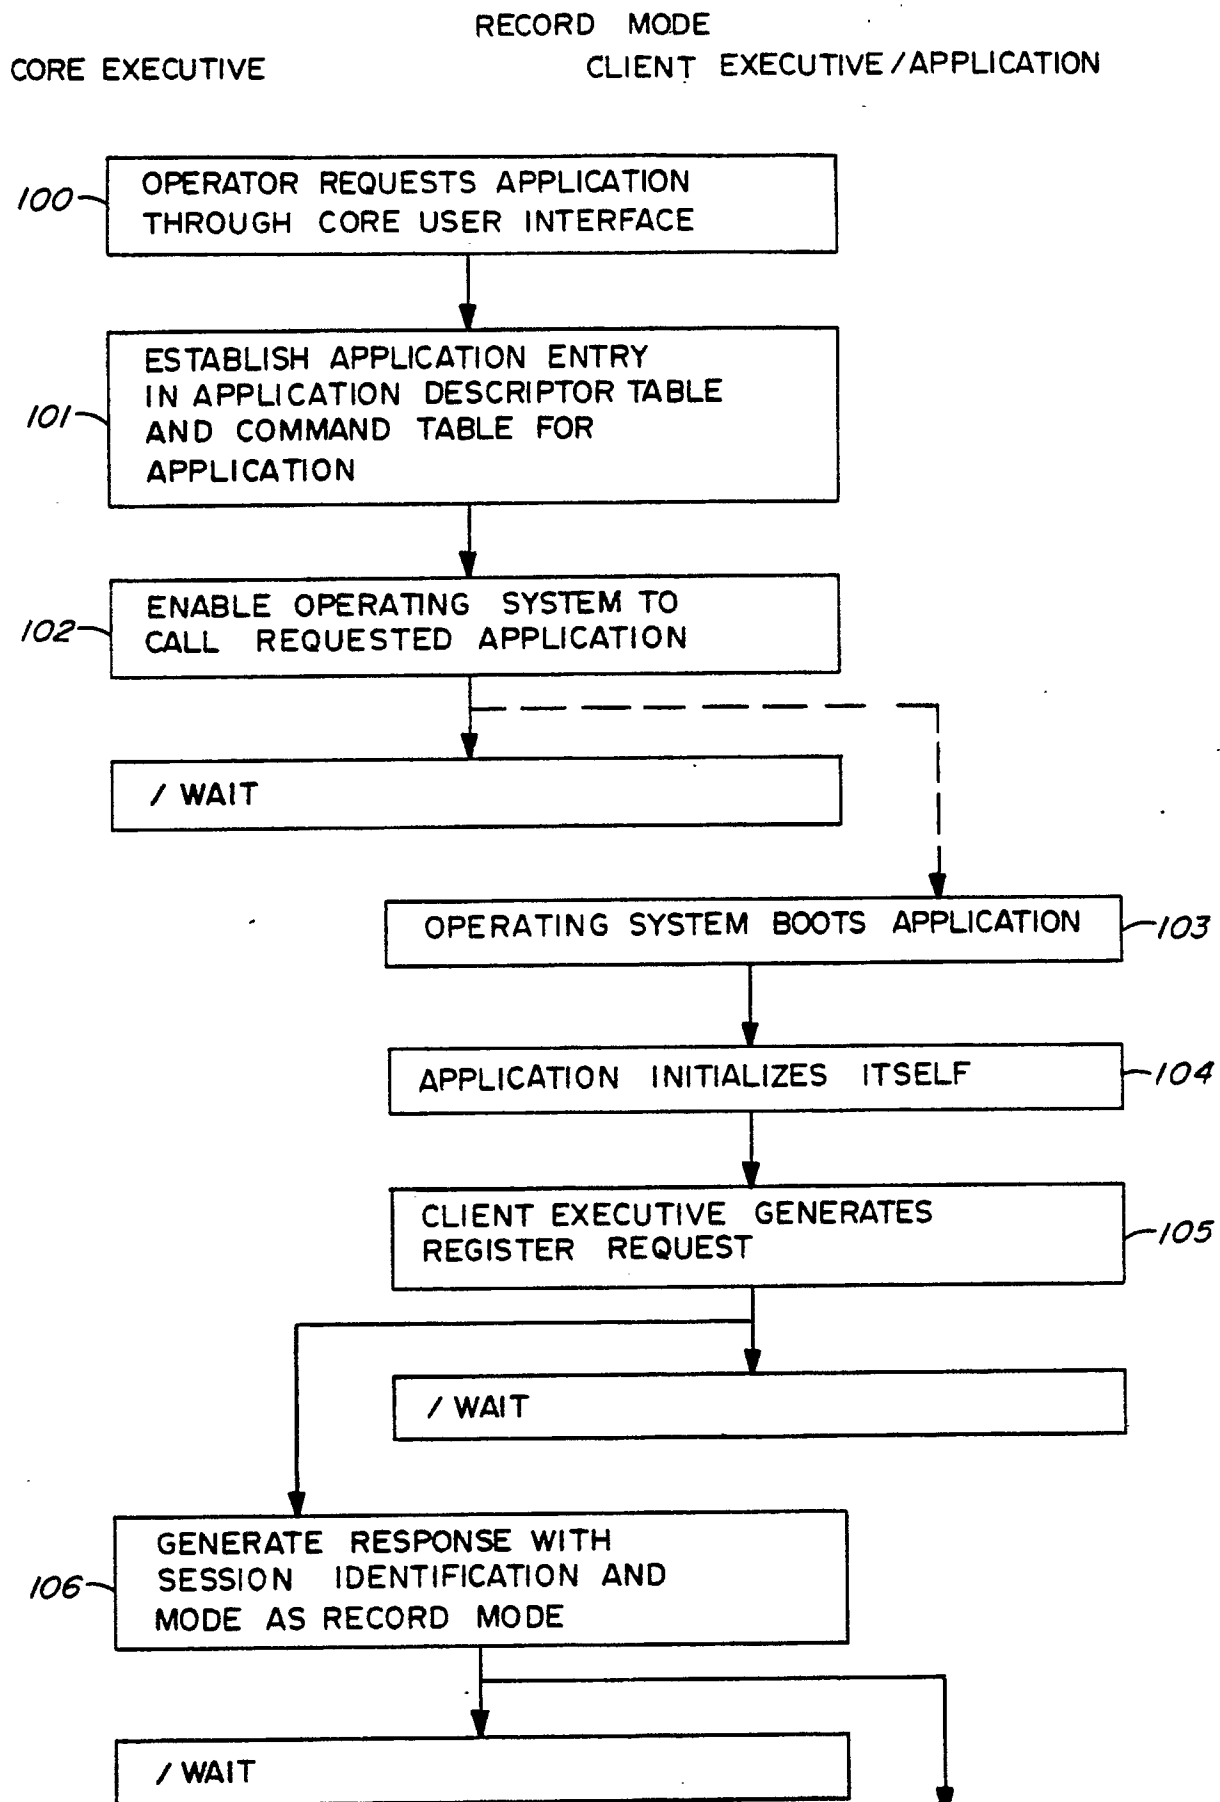 RECORD MODE
CORE EXECUTIVE
CLIENT EXECUTIVE/APPLICATION
100
OPERATOR REQUESTS APPLICATION
THROUGH CORE USER INTERFACE
101
ESTABLISH APPLICATION ENTRY
IN APPLICATION DESCRIPTOR TABLE
AND COMMAND TABLE FOR
APPLICATION
102
ENABLE OPERATING SYSTEM TO
CALL REQUESTED APPLICATION
/ WAIT
OPERATING SYSTEM BOOTS APPLICATION
103
APPLICATION INITIALIZES ITSELF
104
CLIENT EXECUTIVE GENERATES
REGISTER REQUEST
105
/ WAIT
106
GENERATE RESPONSE WITH
SESSION IDENTIFICATION AND
MODE AS RECORD MODE
/ WAIT